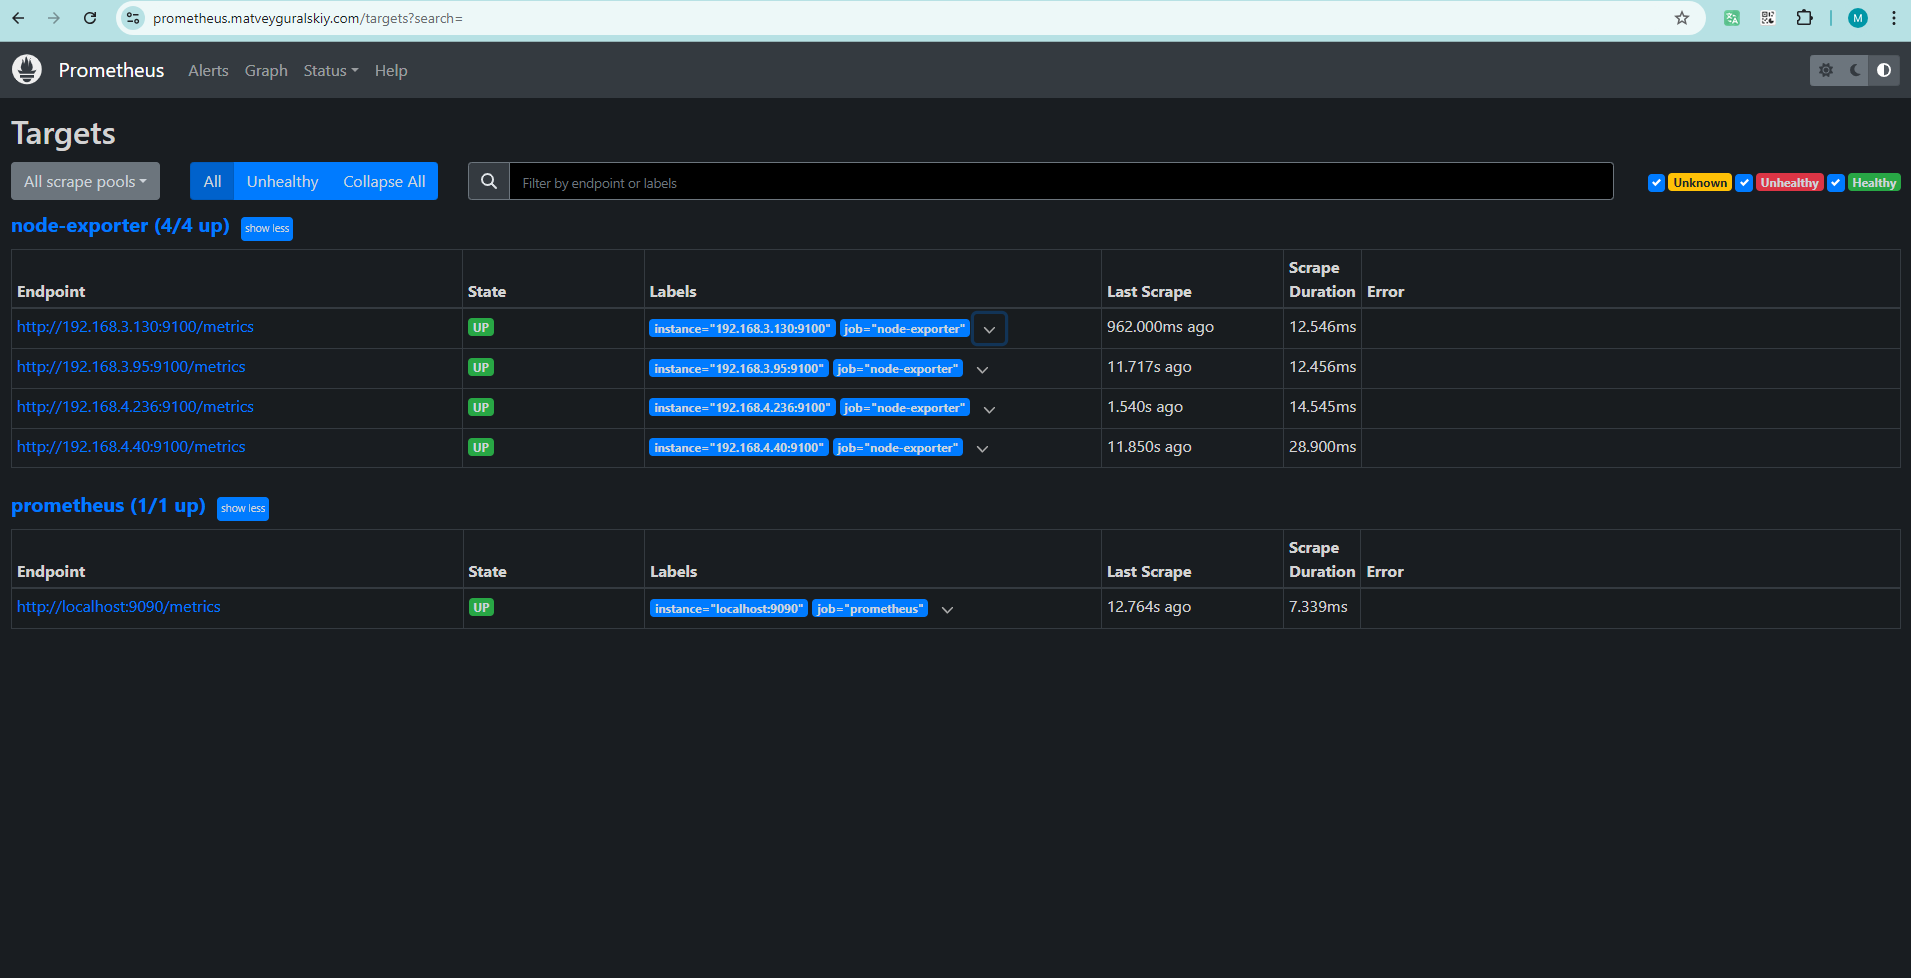 prometheus.matveyguralskiy.com/targets?search=
M
Prometheus Alerts Graph Status Help
Targets
All scrape pools All Unhealthy Collapse All Filter by endpoint or labels Unknown Unhealthy Healthy
node-exporter (4/4 up) show less
Endpoint State Labels Last Scrape Scrape Duration Error
http://192.168.3.130:9100/metrics UP instance="192.168.3.130:9100" job="node-exporter" 962.000ms ago 12.546ms
http://192.168.3.95:9100/metrics UP instance="192.168.3.95:9100" job="node-exporter" 11.717s ago 12.456ms
http://192.168.4.236:9100/metrics UP instance="192.168.4.236:9100" job="node-exporter" 1.540s ago 14.545ms
http://192.168.4.40:9100/metrics UP instance="192.168.4.40:9100" job="node-exporter" 11.850s ago 28.900ms
prometheus (1/1 up) show less
Endpoint State Labels Last Scrape Scrape Duration Error
http://localhost:9090/metrics UP instance="localhost:9090" job="prometheus" 12.764s ago 7.339ms